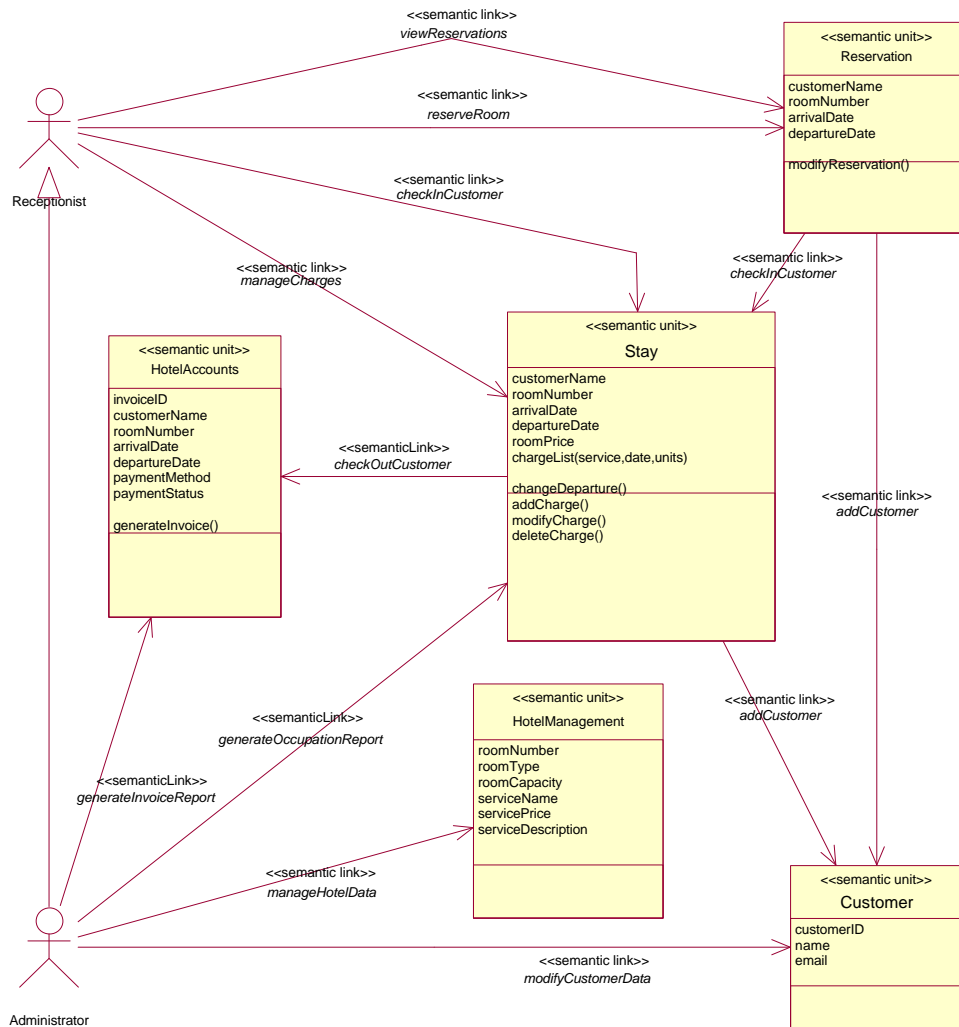 <<semantic link>>
viewReservations
<<semantic unit>>
Reservation
customerName
roomNumber
arrivalDate
departureDate
modifyReservation()
<<semantic link>>
reserveRoom
Receptionist
<<semantic link>>
checkInCustomer
<<semantic link>>
checkInCustomer
<<semantic link>>
manageCharges
<<semantic unit>>
Stay
customerName
roomNumber
arrivalDate
departureDate
roomPrice
chargeList(service,date,units)
changeDeparture()
addCharge()
modifyCharge()
deleteCharge()
<<semantic unit>>
HotelAccounts
invoiceID
customerName
roomNumber
arrivalDate
departureDate
paymentMethod
paymentStatus
generateInvoice()
<<semanticLink>>
checkOutCustomer
<<semantic link>>
addCustomer
<<semantic link>>
addCustomer
<<semantic unit>>
HotelManagement
roomNumber
roomType
roomCapacity
serviceName
servicePrice
serviceDescription
<<semanticLink>>
generateOccupationReport
<<semanticLink>>
generateInvoiceReport
<<semantic link>>
manageHotelData
<<semantic unit>>
Customer
customerID
name
email
<<semantic link>>
modifyCustomerData
Administrator